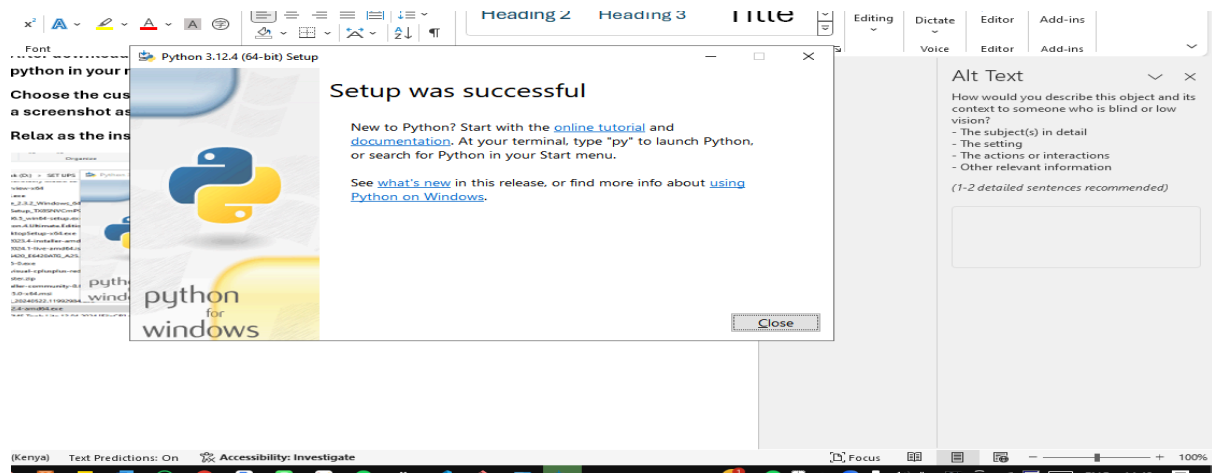 Heading 2 Heading 3 Title
Editing Dictate Editor Add-ins
Font Voice Editor Add-ins
After
python in your
Choose the cus
a screenshot as
Relax as the ins
Organize
Python 3.12.4 (64-bit) Setup
Setup was successful
New to Python? Start with the online tutorial and
documentation. At your terminal, type "py" to launch Python,
or search for Python in your Start menu.
See what's new in this release, or find more info about using
Python on Windows.
python
for
windows
Close
Alt Text
How would you describe this object and its
context to someone who is blind or low
vision?
- The subject(s) in detail
- The setting
- The actions or interactions
- Other relevant information
(1-2 detailed sentences recommended)
(Kenya) Text Predictions: On Accessibility: Investigate Focus 100%